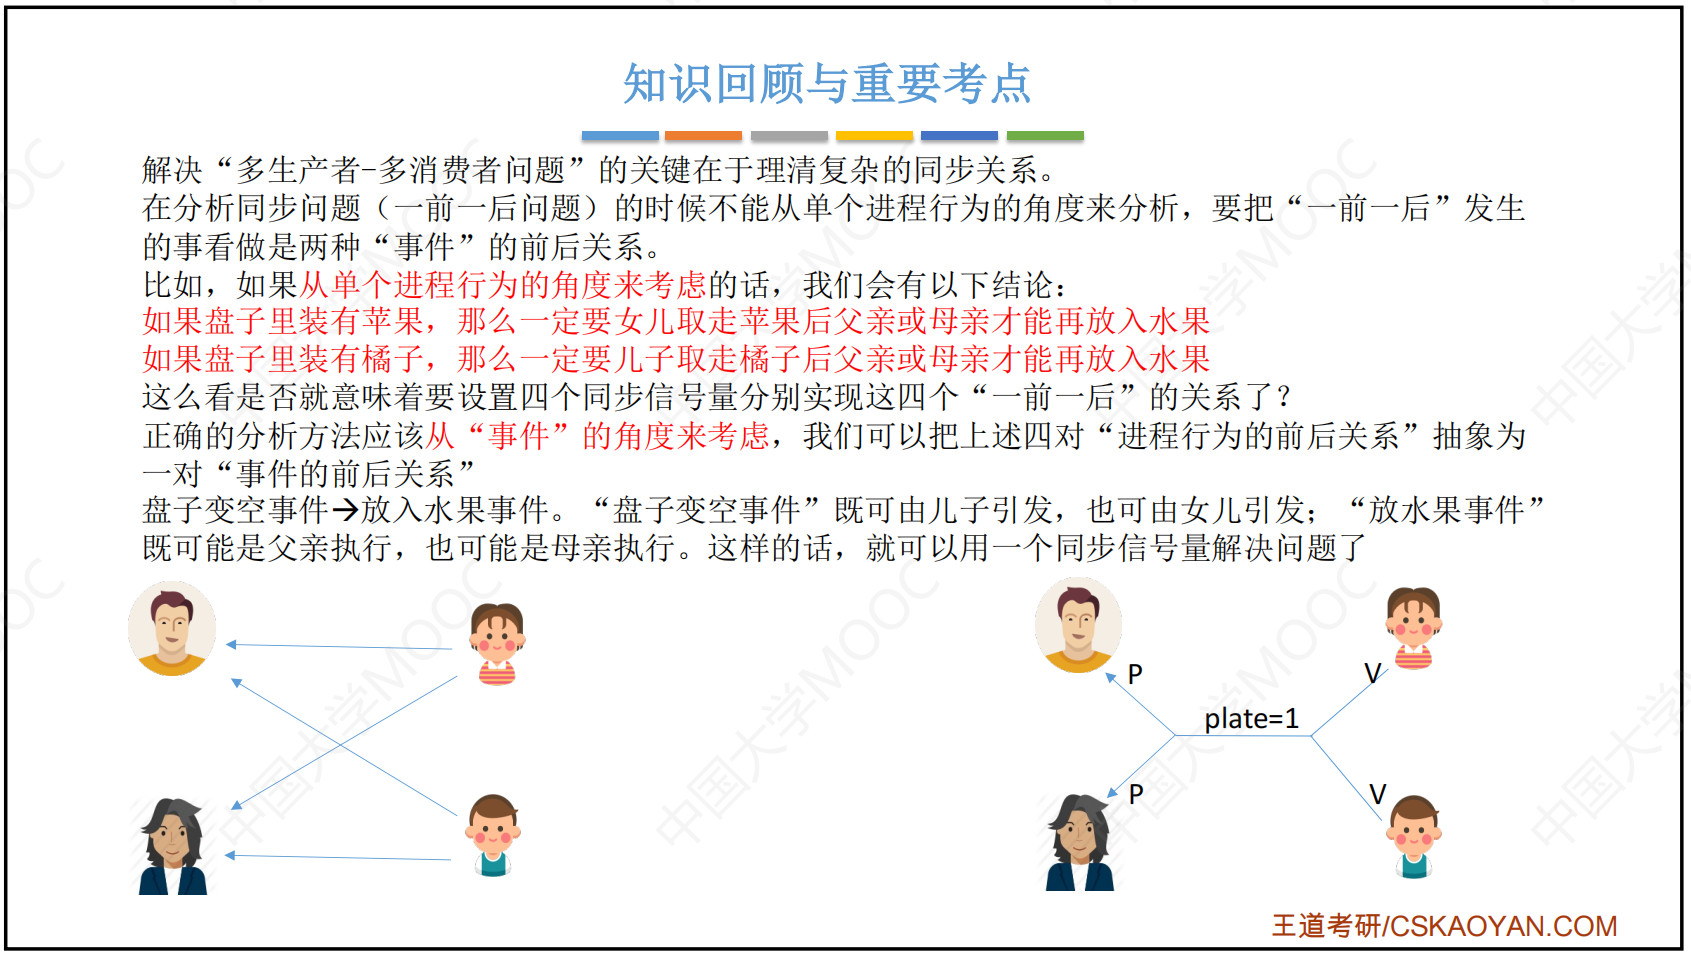 知识回顾与重要考点
解决“多生产者-多消费者问题”的关键在于理清复杂的同步关系。
在分析同步问题（一前一后问题）的时候不能从单个进程行为的角度来分析，要把“一前一后”发生
的事看做是两种“事件”的前后关系。
比如，如果从单个进程行为的角度来考虑的话，我们会有以下结论：
如果盘子里装有苹果，那么一定要女儿取走苹果后父亲或母亲才能再放入水果
如果盘子里装有橘子，那么一定要儿子取走橘子后父亲或母亲才能再放入水果
这么看是否就意味着要设置四个同步信号量分别实现这四个“一前一后”的关系了？
正确的分析方法应该从“事件”的角度来考虑，我们可以把上述四对“进程行为的前后关系”抽象为
一对“事件的前后关系”
盘子变空事件→放入水果事件。“盘子变空事件”既可由儿子引发，也可由女儿引发；“放水果事件”
既可能是父亲执行，也可能是母亲执行。这样的话，就可以用一个同步信号量解决问题了
P
V
plate=1
P
V
王道考研/CSKAOYAN.COM
中国大学MOOC